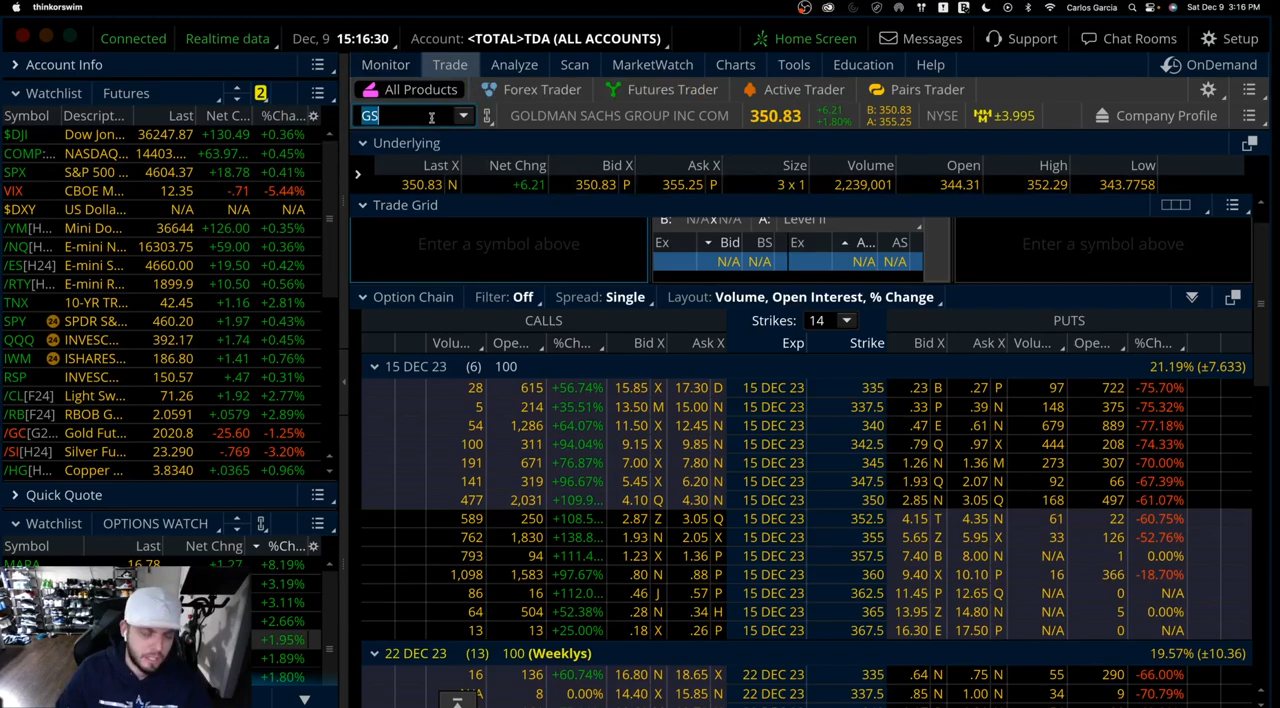 thinkorswim Carlos Garcia Sat Dec 9 3:16 PM
Connected Realtime data Dec, 9 15:16:30 Account: <TOTAL>TDA (ALL ACCOUNTS) Home Screen Messages Support Chat Rooms Setup
Account Info Monitor Trade Analyze Scan MarketWatch Charts Tools Education Help OnDemand
Watchlist Futures 2 All Products Forex Trader Futures Trader Active Trader Pairs Trader
Symbol Descript... Last Net C... %Cha... GS GOLDMAN SACHS GROUP INC COM 350.83 +6.21 +1.80% B: 350.83 A: 355.25 NYSE ±3.995 Company Profile
$DJI Dow Jon... 36247.87 +130.49 +0.36% Underlying
COMP:... NASDAQ... 14403.... +63.97... +0.45% Last X Net Chng Bid X Ask X Size Volume Open High Low
SPX S&P 500 ... 4604.37 +18.78 +0.41% 350.83 N +6.21 350.83 P 355.25 P 3 x 1 2,239,001 344.31 352.29 343.7758
VIX CBOE M... 12.35 -.71 -5.44%
$DXY US Dolla... N/A N/A N/A Trade Grid
/YM[H... Mini Do... 36644 +126.00 +0.35% B: N/A x N/A A: Level II
/NQ[H... E-mini N... 16303.75 +59.00 +0.36% Enter a symbol above Ex Bid BS Ex A... AS Enter a symbol above
/ES[H24] E-mini S... 4660.00 +19.50 +0.42% N/A N/A N/A N/A
/RTY[H... E-mini R... 1899.9 +10.50 +0.56%
TNX 10-YR TR... 42.45 +1.16 +2.81% Option Chain Filter: Off Spread: Single Layout: Volume, Open Interest, % Change
SPY 24 SPDR S&... 460.20 +1.97 +0.43% CALLS Strikes: 14 PUTS
QQQ 24 INVESC... 392.17 +1.74 +0.45% Volu... Ope... %Ch... Bid X Ask X Exp Strike Bid X Ask X Volu... Ope... %Ch...
IWM 24 ISHARES... 186.80 +1.41 +0.76% 15 DEC 23 (6) 100 21.19% (±7.633)
RSP INVESC... 150.57 +.47 +0.31% 28 615 +56.74% 15.85 X 17.30 D 15 DEC 23 335 .23 B .27 P 97 722 -75.70%
/CL[F24] Light Sw... 71.26 +1.92 +2.77% 5 214 +35.51% 13.50 M 15.00 N 15 DEC 23 337.5 .33 P .39 N 148 375 -75.32%
/RB[F24] RBOB G... 2.0591 +.0579 +2.89% 54 1,286 +64.07% 11.50 X 12.45 N 15 DEC 23 340 .47 E .61 N 679 889 -77.18%
/GC[G2... Gold Fut... 2020.8 -25.60 -1.25% 100 311 +94.04% 9.15 X 9.85 N 15 DEC 23 342.5 .79 Q .97 X 444 208 -74.33%
/SI[H24] Silver Fu... 23.290 -.769 -3.20% 191 671 +76.87% 7.00 X 7.80 N 15 DEC 23 345 1.26 N 1.36 M 273 307 -70.00%
/HG[H... Copper ... 3.8340 +.0365 +0.96% 141 319 +96.67% 5.45 X 6.20 N 15 DEC 23 347.5 1.93 Q 2.07 N 92 66 -67.39%
Quick Quote 477 2,031 +109.9... 4.10 Q 4.30 N 15 DEC 23 350 2.85 N 3.05 Q 168 497 -61.07%
Watchlist OPTIONS WATCH 589 250 +108.5... 2.87 Z 3.05 Q 15 DEC 23 352.5 4.15 T 4.35 N 61 22 -60.75%
Symbol Last Net Chng %Ch... 762 1,830 +138.8... 1.93 N 2.05 X 15 DEC 23 355 5.65 Z 5.95 X 33 126 -52.76%
MARA 16.78 +1.27 +8.19% 793 94 +111.4... 1.23 X 1.36 P 15 DEC 23 357.5 7.40 B 8.00 N N/A 1 0.00%
+3.19% 1,098 1,583 +97.67% .80 N .88 P 15 DEC 23 360 9.40 X 10.10 P 16 366 -18.70%
+3.11% 86 16 +112.0... .46 J .57 P 15 DEC 23 362.5 11.45 P 12.65 Q N/A 0 N/A
+2.66% 64 504 +52.38% .28 N .34 H 15 DEC 23 365 13.95 Z 14.80 N N/A 5 0.00%
+1.95% 13 13 +25.00% .18 X .26 P 15 DEC 23 367.5 16.30 E 17.50 P N/A 0 N/A
+1.89% 22 DEC 23 (13) 100 (Weeklys) 19.57% (±10.36)
+1.80% 16 136 +60.74% 16.80 N 18.65 X 22 DEC 23 335 .64 N .75 N 55 290 -66.00%
8 0.00% 14.40 X 15.85 N 22 DEC 23 337.5 .85 N 1.00 N 34 9 -70.79%